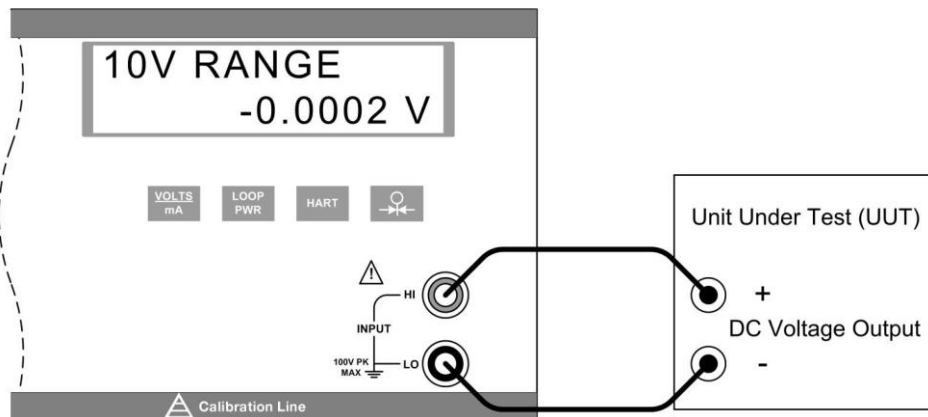 10V RANGE
-0.0002 V
VOLTS
mA
LOOP
PWR
HART
HI
INPUT
100V PK
MAX
LO
Calibration Line
Unit Under Test (UUT)
+
DC Voltage Output
-